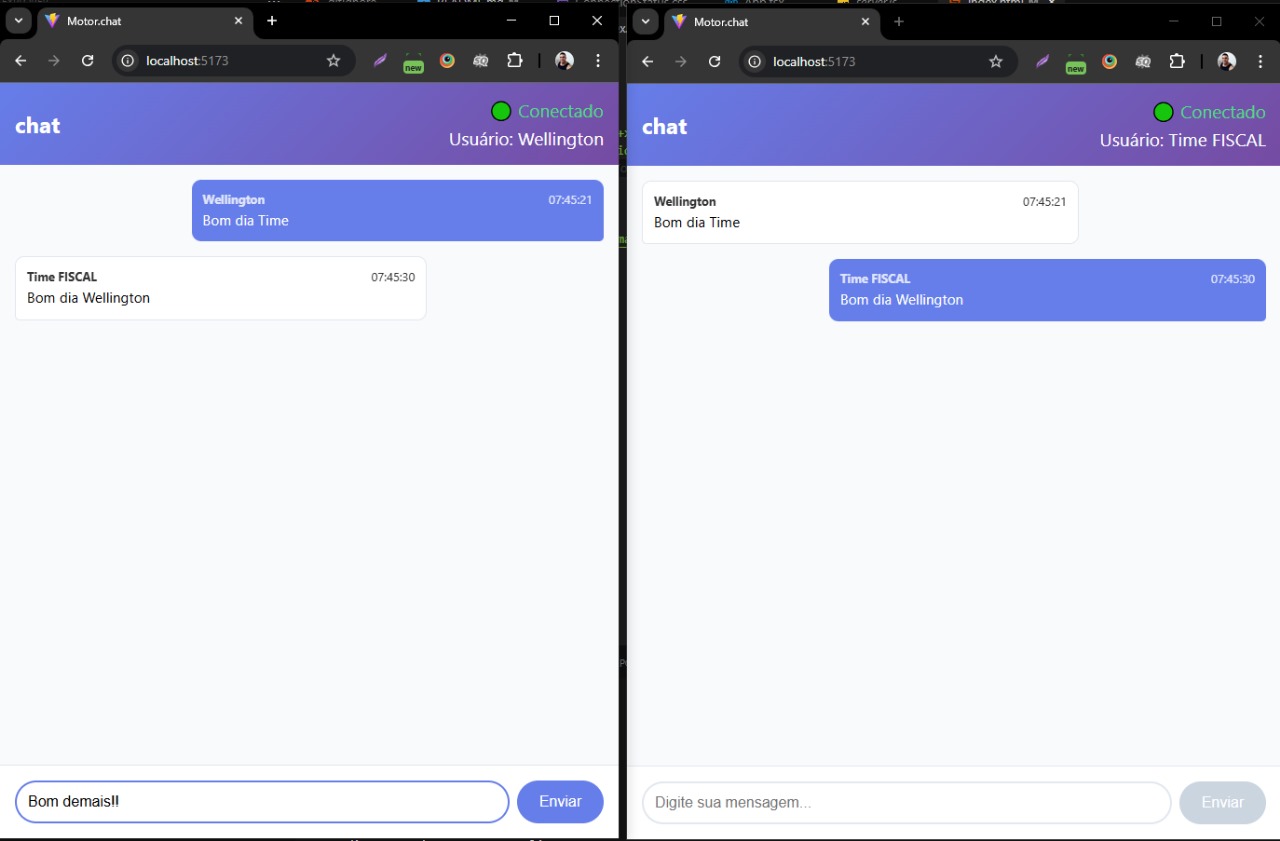 Motor.chat
localhost:5173
new
chat
Conectado
Usuário: Wellington
Wellington 07:45:21
Bom dia Time
Time FISCAL 07:45:30
Bom dia Wellington
Bom demais!!
Enviar
Motor.chat
localhost:5173
new
chat
Conectado
Usuário: Time FISCAL
Wellington 07:45:21
Bom dia Time
Time FISCAL 07:45:30
Bom dia Wellington
Digite sua mensagem...
Enviar